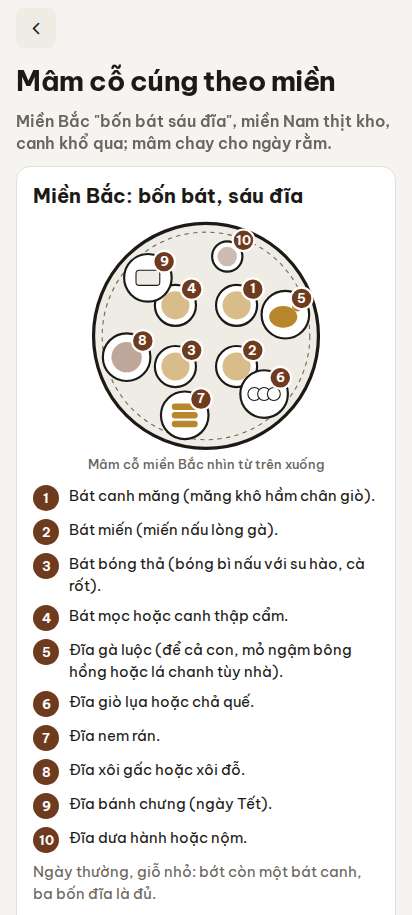 Mâm cỗ cúng theo miền
Miền Bắc "bốn bát sáu đĩa", miền Nam thịt kho,
canh khổ qua; mâm chay cho ngày rằm.
Miền Bắc: bốn bát, sáu đĩa
10
9
4
1
5
8
3
2
6
7
Mâm cỗ miền Bắc nhìn từ trên xuống
1 Bát canh măng (măng khô hầm chân giò).
2 Bát miến (miến nấu lòng gà).
3 Bát bóng thả (bóng bì nấu với su hào, cà
rốt).
4 Bát mọc hoặc canh thập cẩm.
5 Đĩa gà luộc (để cả con, mỏ ngậm bông
hồng hoặc lá chanh tùy nhà).
6 Đĩa giò lụa hoặc chả quế.
7 Đĩa nem rán.
8 Đĩa xôi gấc hoặc xôi đỗ.
9 Đĩa bánh chưng (ngày Tết).
10 Đĩa dưa hành hoặc nộm.
Ngày thường, giỗ nhỏ: bớt còn một bát canh,
ba bốn đĩa là đủ.